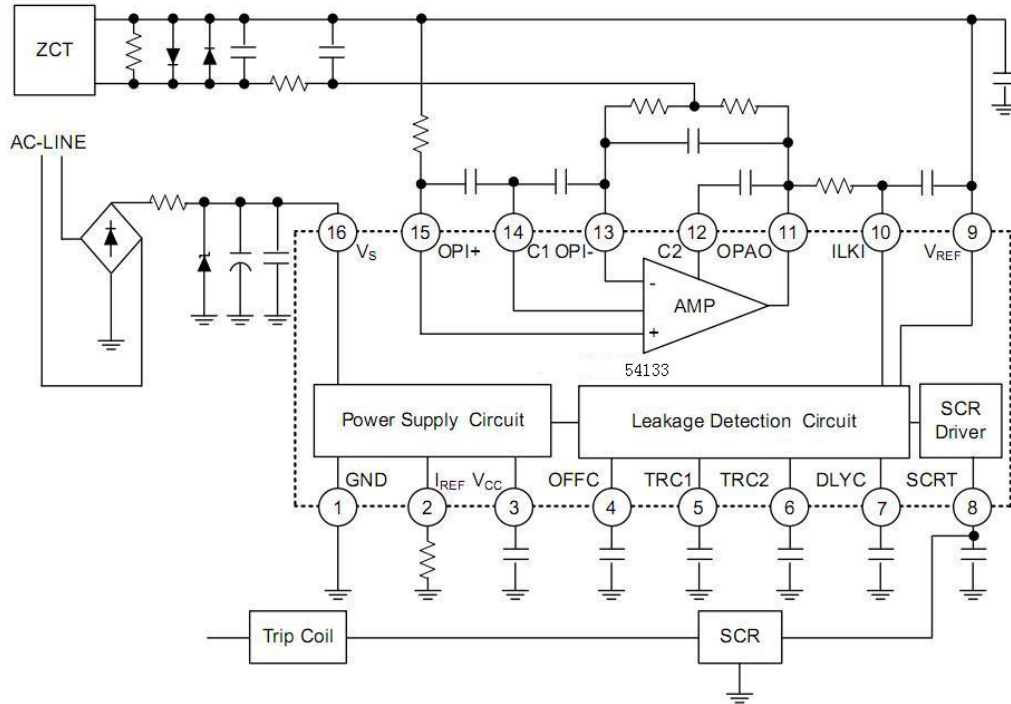 ZCT
AC-LINE
16 15 14 13 12 11 10 9
VS OPI+ C1 OPI- C2 OPAO ILKI VREF
-
AMP
+
54133
Power Supply Circuit
Leakage Detection Circuit
SCR
Driver
GND IREF VCC OFFC TRC1 TRC2 DLYC SCRT
1 2 3 4 5 6 7 8
Trip Coil
SCR